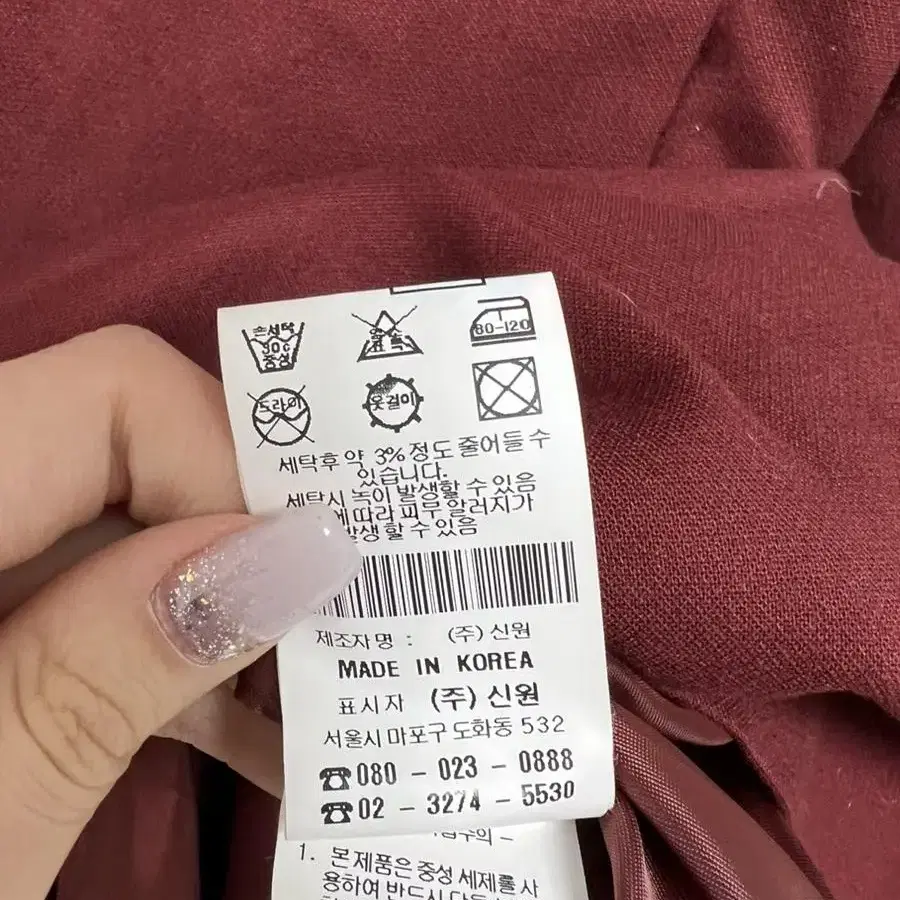 손세탁
30℃
중성
염소
표백
80-120
드라이
옷걸이
세탁후 약 3%정도 줄어들 수
있습니다.
세탁시 녹이 발생할 수 있음
에 따라 피부 알러지가
발생 할 수 있음
제조자명 : (주) 신원
MADE IN KOREA
표시자 (주) 신원
서울시 마포구 도화동 532
☎080 - 023 - 0888
☎02 - 3274 - 5530
1. 본 제품은 중성 세제를 사
용하여 반드시